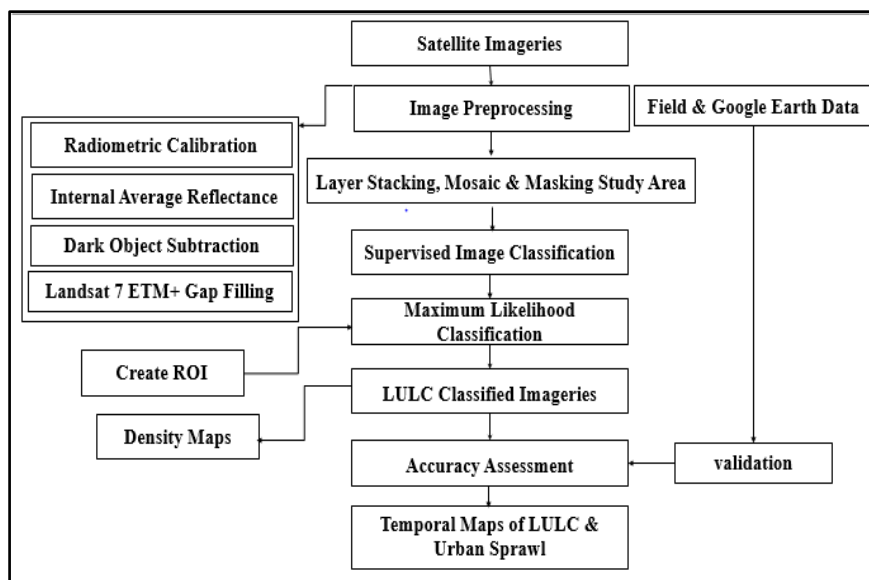 Satellite Imageries
Image Preprocessing
Field & Google Earth Data
Radiometric Calibration
Internal Average Reflectance
Dark Object Subtraction
Landsat 7 ETM+ Gap Filling
Layer Stacking, Mosaic & Masking Study Area
Supervised Image Classification
Maximum Likelihood
Classification
Create ROI
LULC Classified Imageries
Density Maps
Accuracy Assessment
validation
Temporal Maps of LULC &
Urban Sprawl